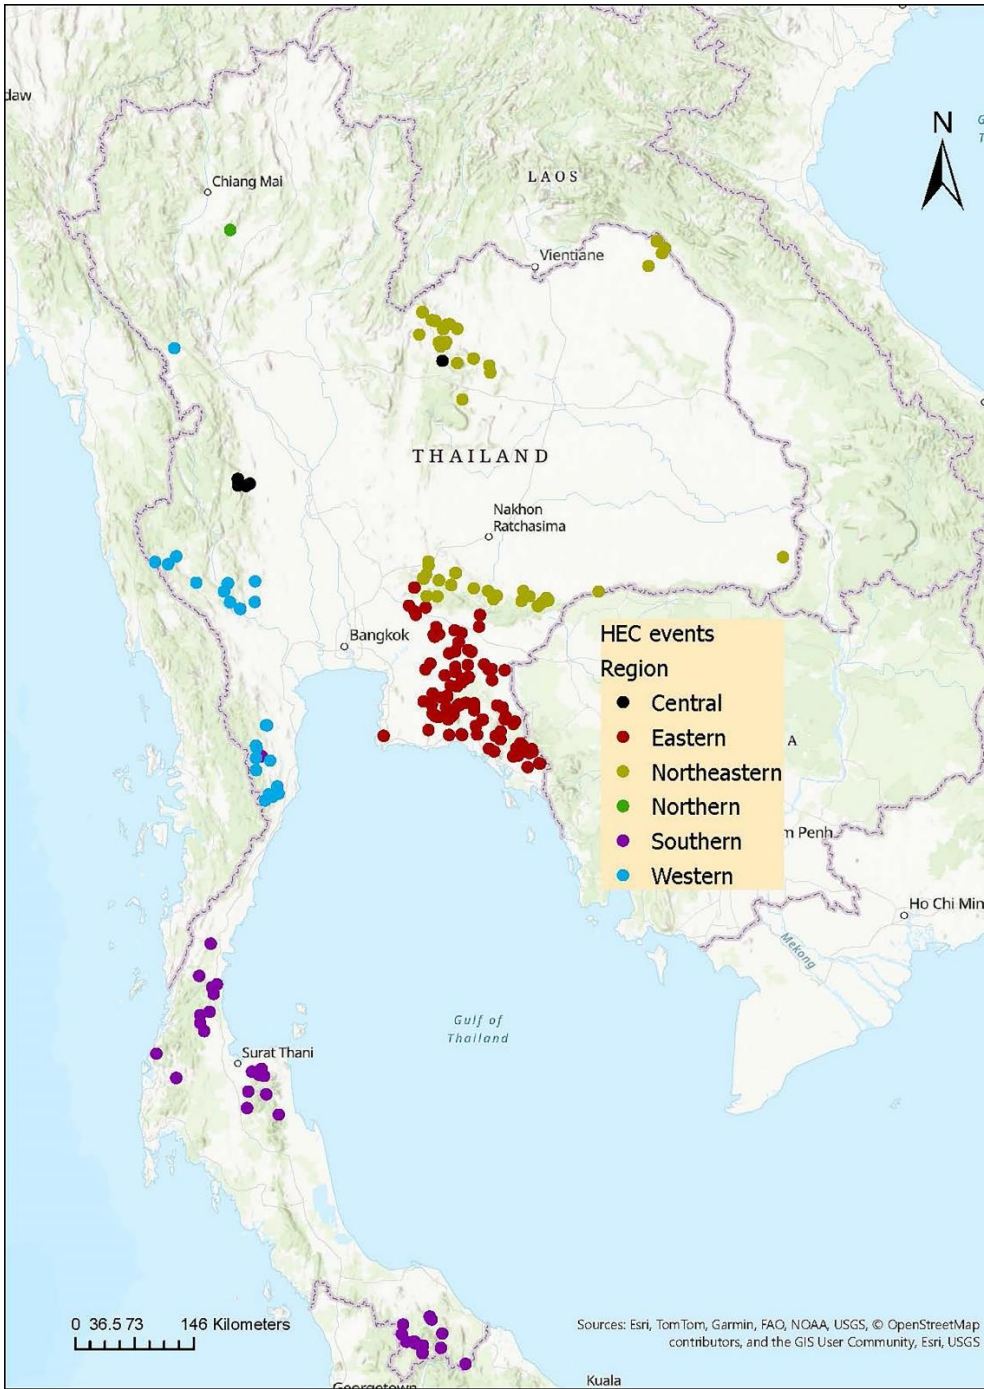 daw
G
T
N
Chiang Mai
LAOS
Vientiane
THAILAND
Nakhon
Ratchasima
Bangkok
HEC events
Region
Central
Eastern
Northeastern
Northern
Southern
Western
A
m Penh
Ho Chi Min
Mekong
Gulf of
Thailand
Surat Thani
0 36.5 73 146 Kilometers
Sources: Esri, TomTom, Garmin, FAO, NOAA, USGS, © OpenStreetMap
contributors, and the GIS User Community, Esri, USGS
Georgetown
Kuala